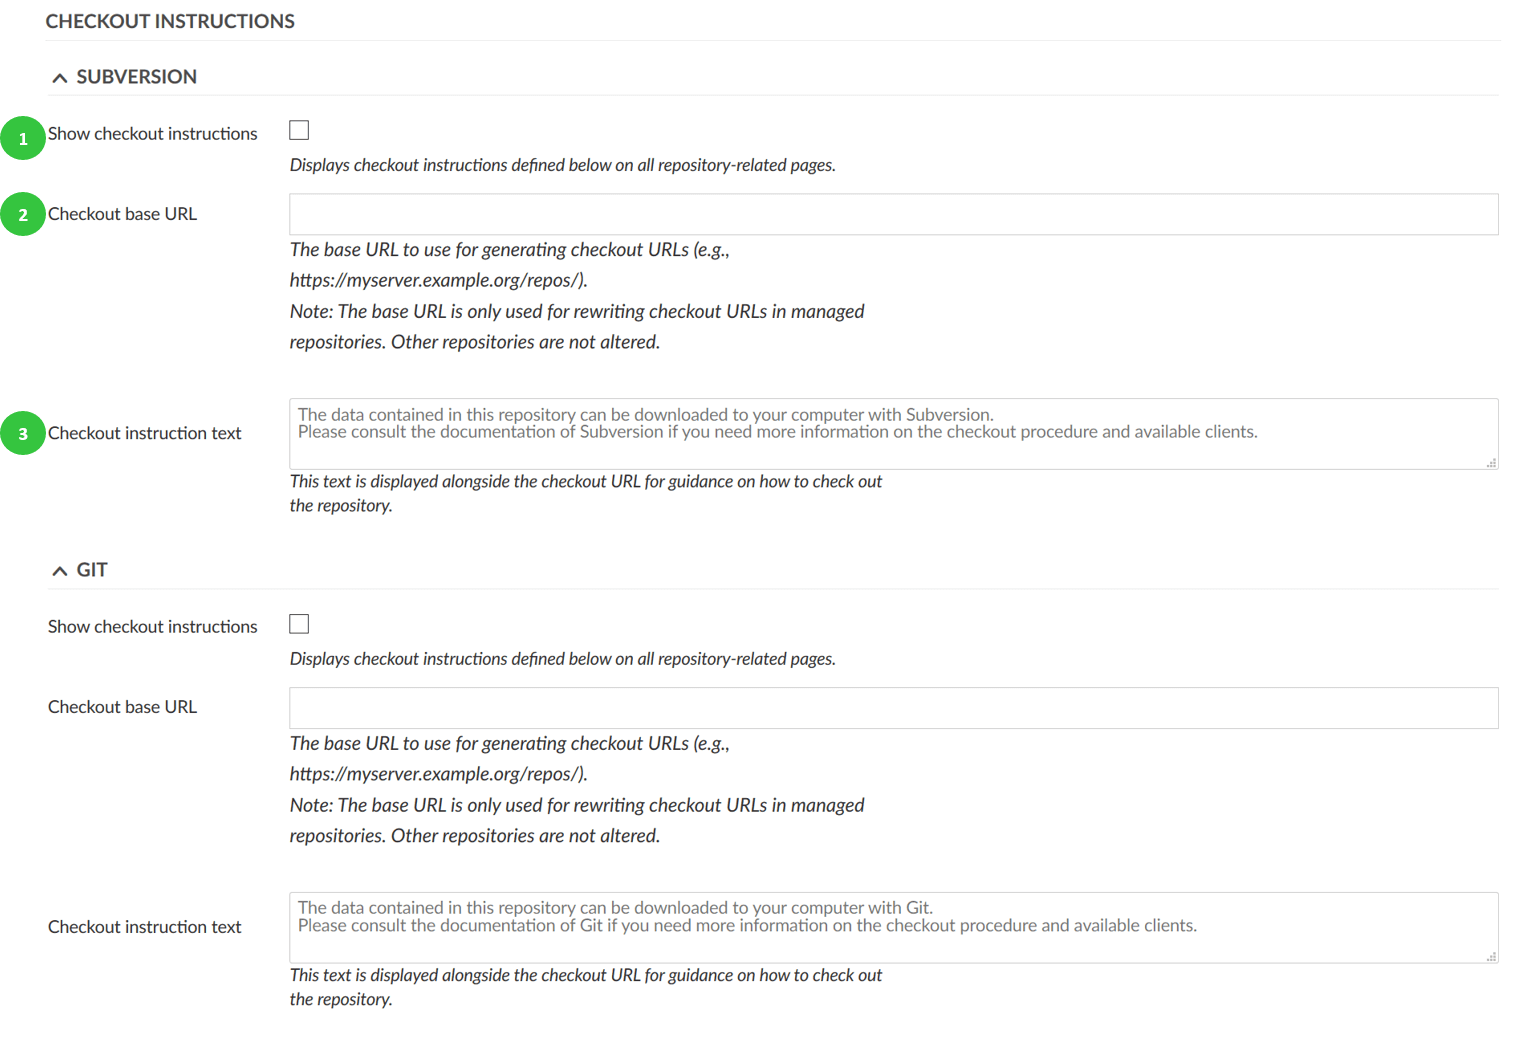 CHECKOUT INSTRUCTIONS
SUBVERSION
1 Show checkout instructions
Displays checkout instructions defined below on all repository-related pages.
2 Checkout base URL
The base URL to use for generating checkout URLs (e.g.,
https://myserver.example.org/repos/).
Note: The base URL is only used for rewriting checkout URLs in managed
repositories. Other repositories are not altered.
The data contained in this repository can be downloaded to your computer with Subversion.
Please consult the documentation of Subversion if you need more information on the checkout procedure and available clients.
3 Checkout instruction text
This text is displayed alongside the checkout URL for guidance on how to check out
the repository.
GIT
Show checkout instructions
Displays checkout instructions defined below on all repository-related pages.
Checkout base URL
The base URL to use for generating checkout URLs (e.g.,
https://myserver.example.org/repos/).
Note: The base URL is only used for rewriting checkout URLs in managed
repositories. Other repositories are not altered.
The data contained in this repository can be downloaded to your computer with Git.
Please consult the documentation of Git if you need more information on the checkout procedure and available clients.
Checkout instruction text
This text is displayed alongside the checkout URL for guidance on how to check out
the repository.